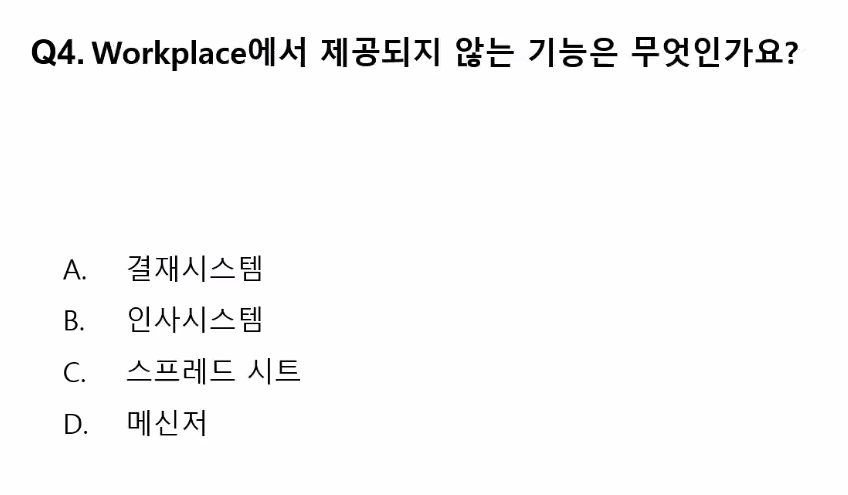 Q4. Workplace에서 제공되지 않는 기능은 무엇인가요?
A. 결재시스템
B. 인사시스템
C. 스프레드 시트
D. 메신저